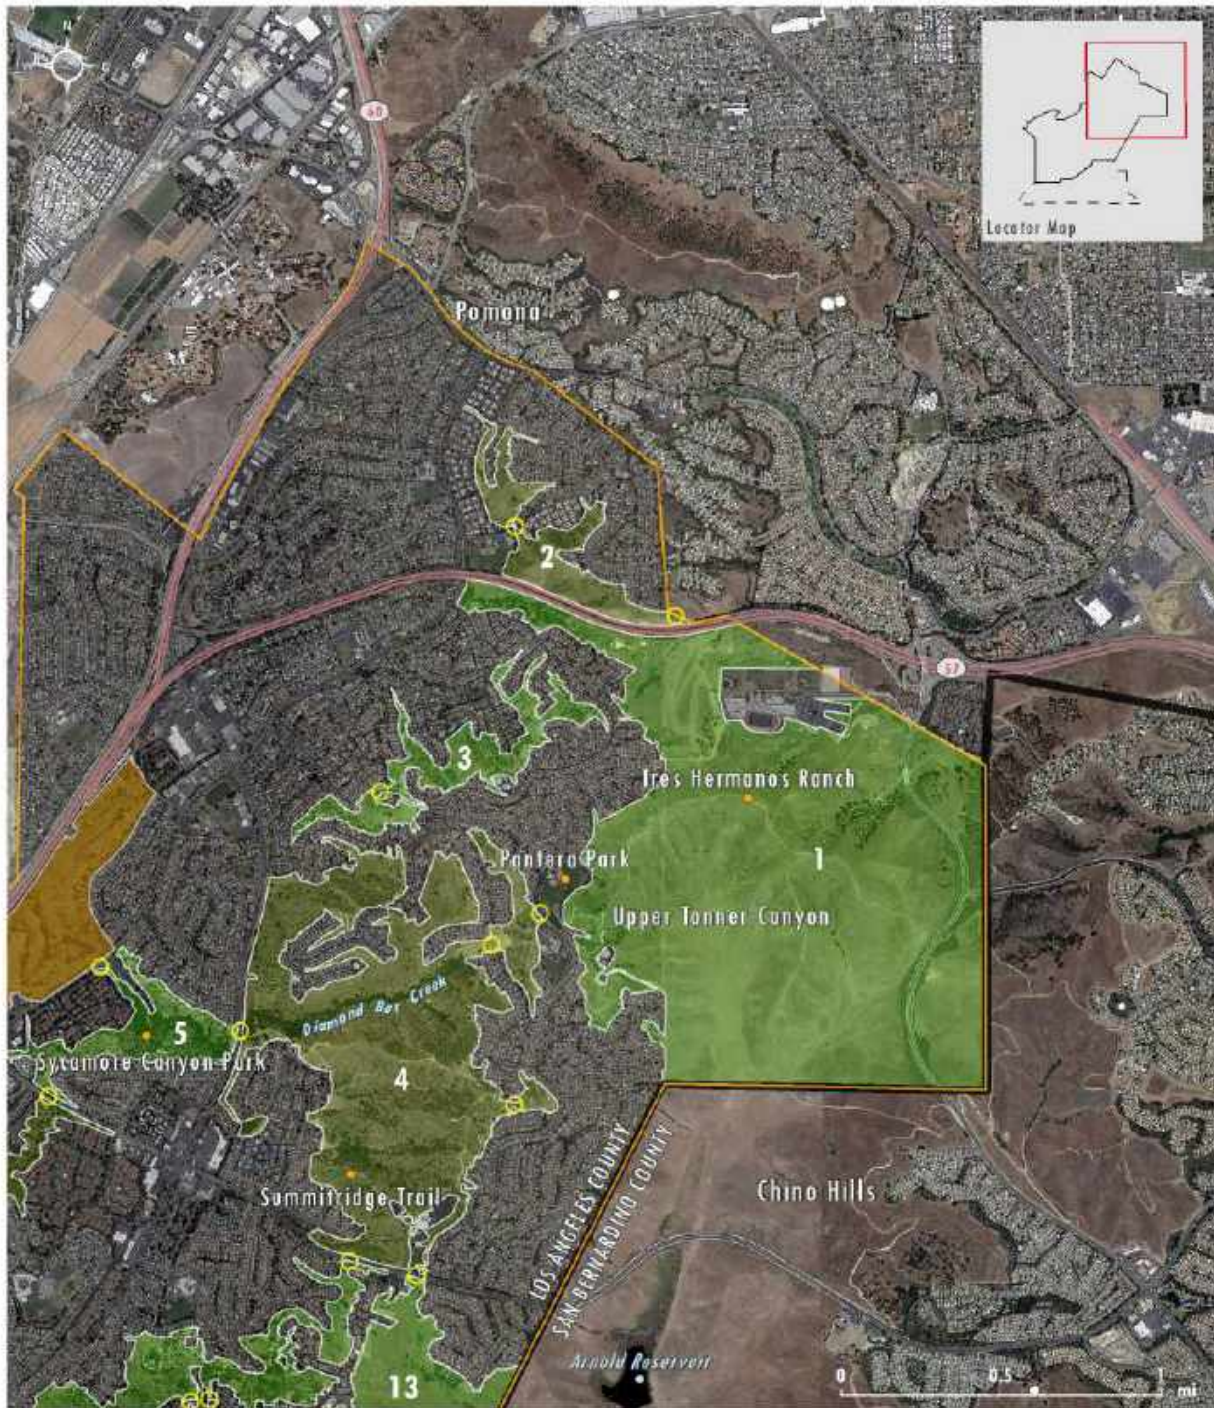 N
60
Locator Map
Pomona
2
57
3
Tres Hermanos Ranch
Pantera Park
1
Upper Tonner Canyon
Diamond Bar Creek
5
Sycamore Canyon Park
4
Summitridge Trail
LOS ANGELES COUNTY
SAN BERNARDINO COUNTY
Chino Hills
Arnold Reservoir
13
0 0.5 1
mi